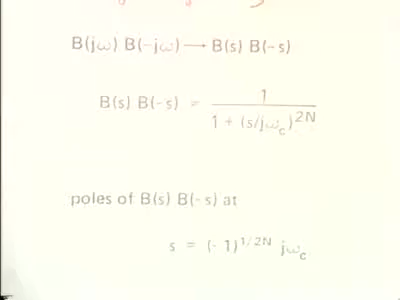 B(jω) B(-jω) → B(s) B(-s)
B(s) B(-s) = 1 / (1 + (s/jω_c)^2N)
poles of B(s) B(-s) at
s = (-1)^1/2N jω_c